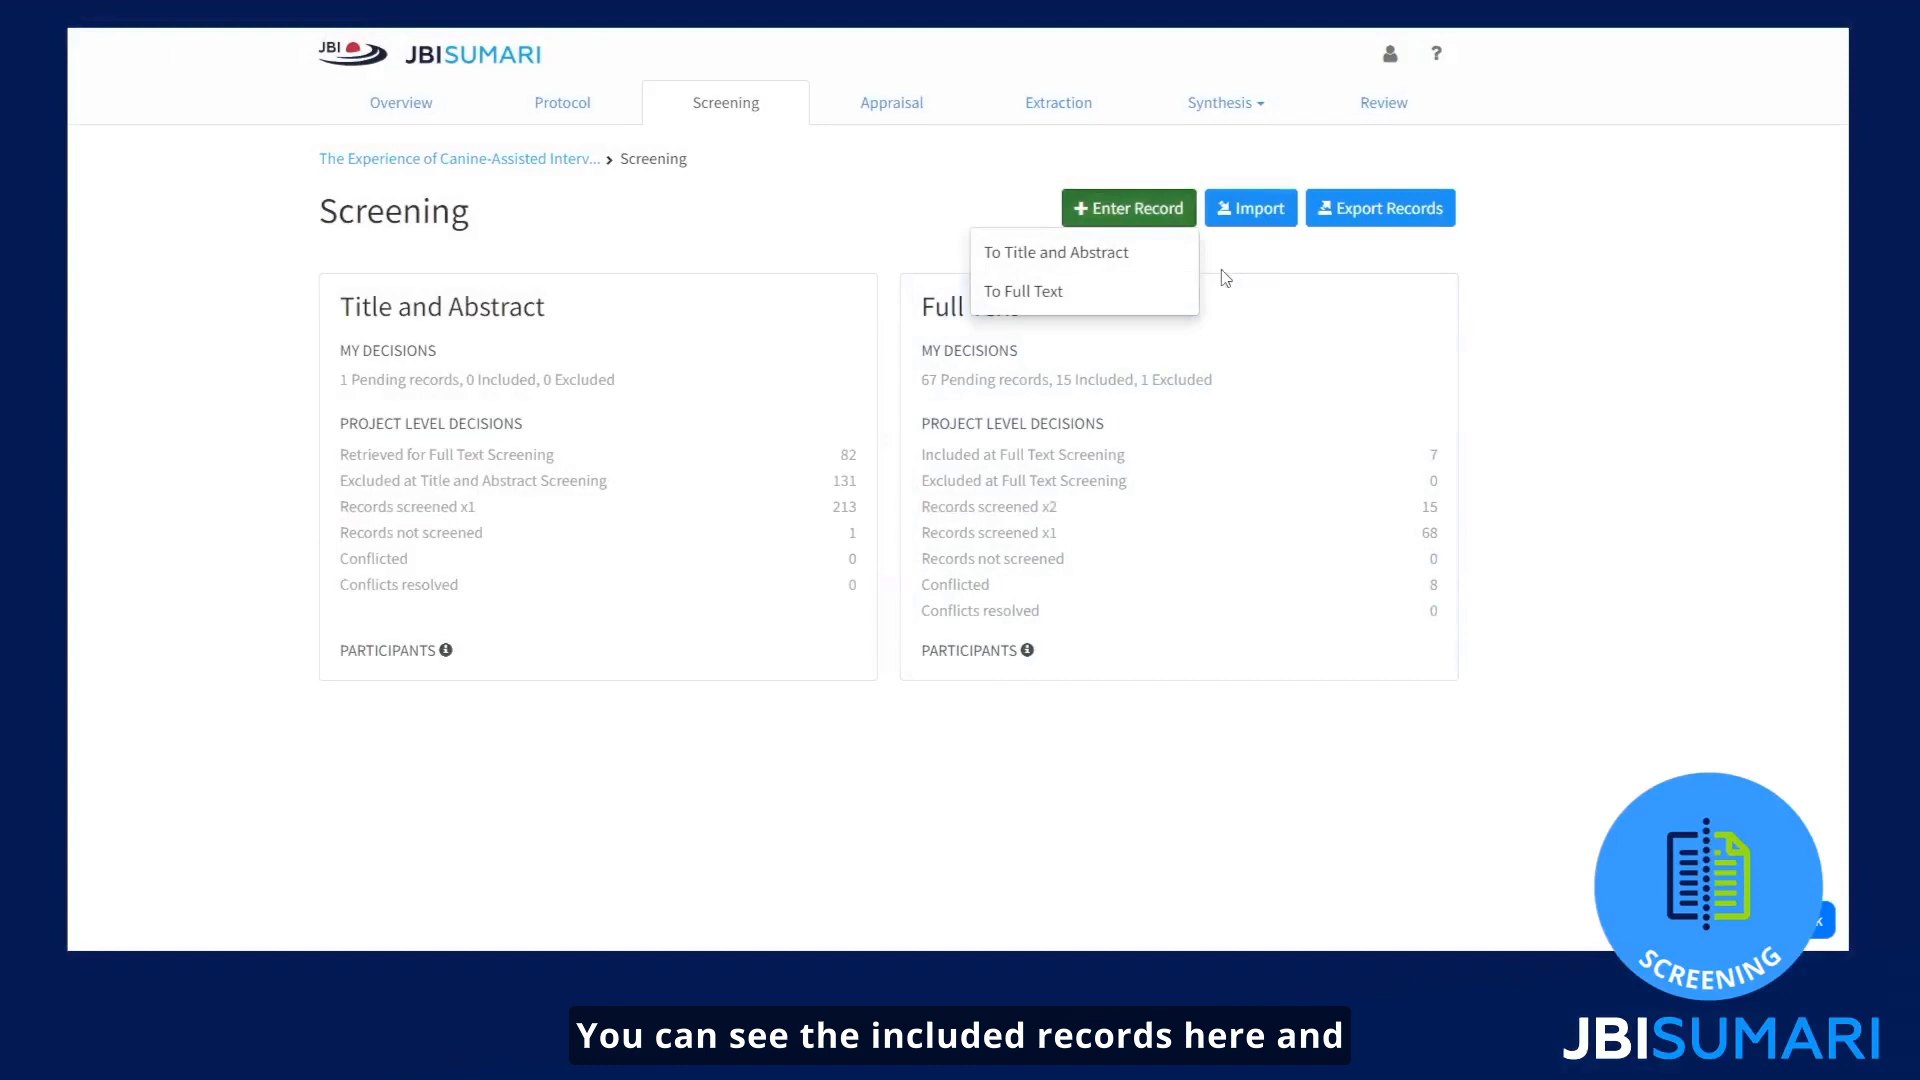 JBI JBISUMARI
?
Overview Protocol Screening Appraisal Extraction Synthesis Review
The Experience of Canine-Assisted Interv... › Screening
Screening
Enter Record Import Export Records
To Title and Abstract
To Full Text
Title and Abstract
MY DECISIONS
1 Pending records, 0 Included, 0 Excluded
PROJECT LEVEL DECISIONS
Retrieved for Full Text Screening 82
Excluded at Title and Abstract Screening 131
Records screened x1 213
Records not screened 1
Conflicted 0
Conflicts resolved 0
PARTICIPANTS
Full
MY DECISIONS
67 Pending records, 15 Included, 1 Excluded
PROJECT LEVEL DECISIONS
Included at Full Text Screening 7
Excluded at Full Text Screening 0
Records screened x2 15
Records screened x1 68
Records not screened 0
Conflicted 8
Conflicts resolved 0
PARTICIPANTS
SCREENING
JBISUMARI
You can see the included records here and